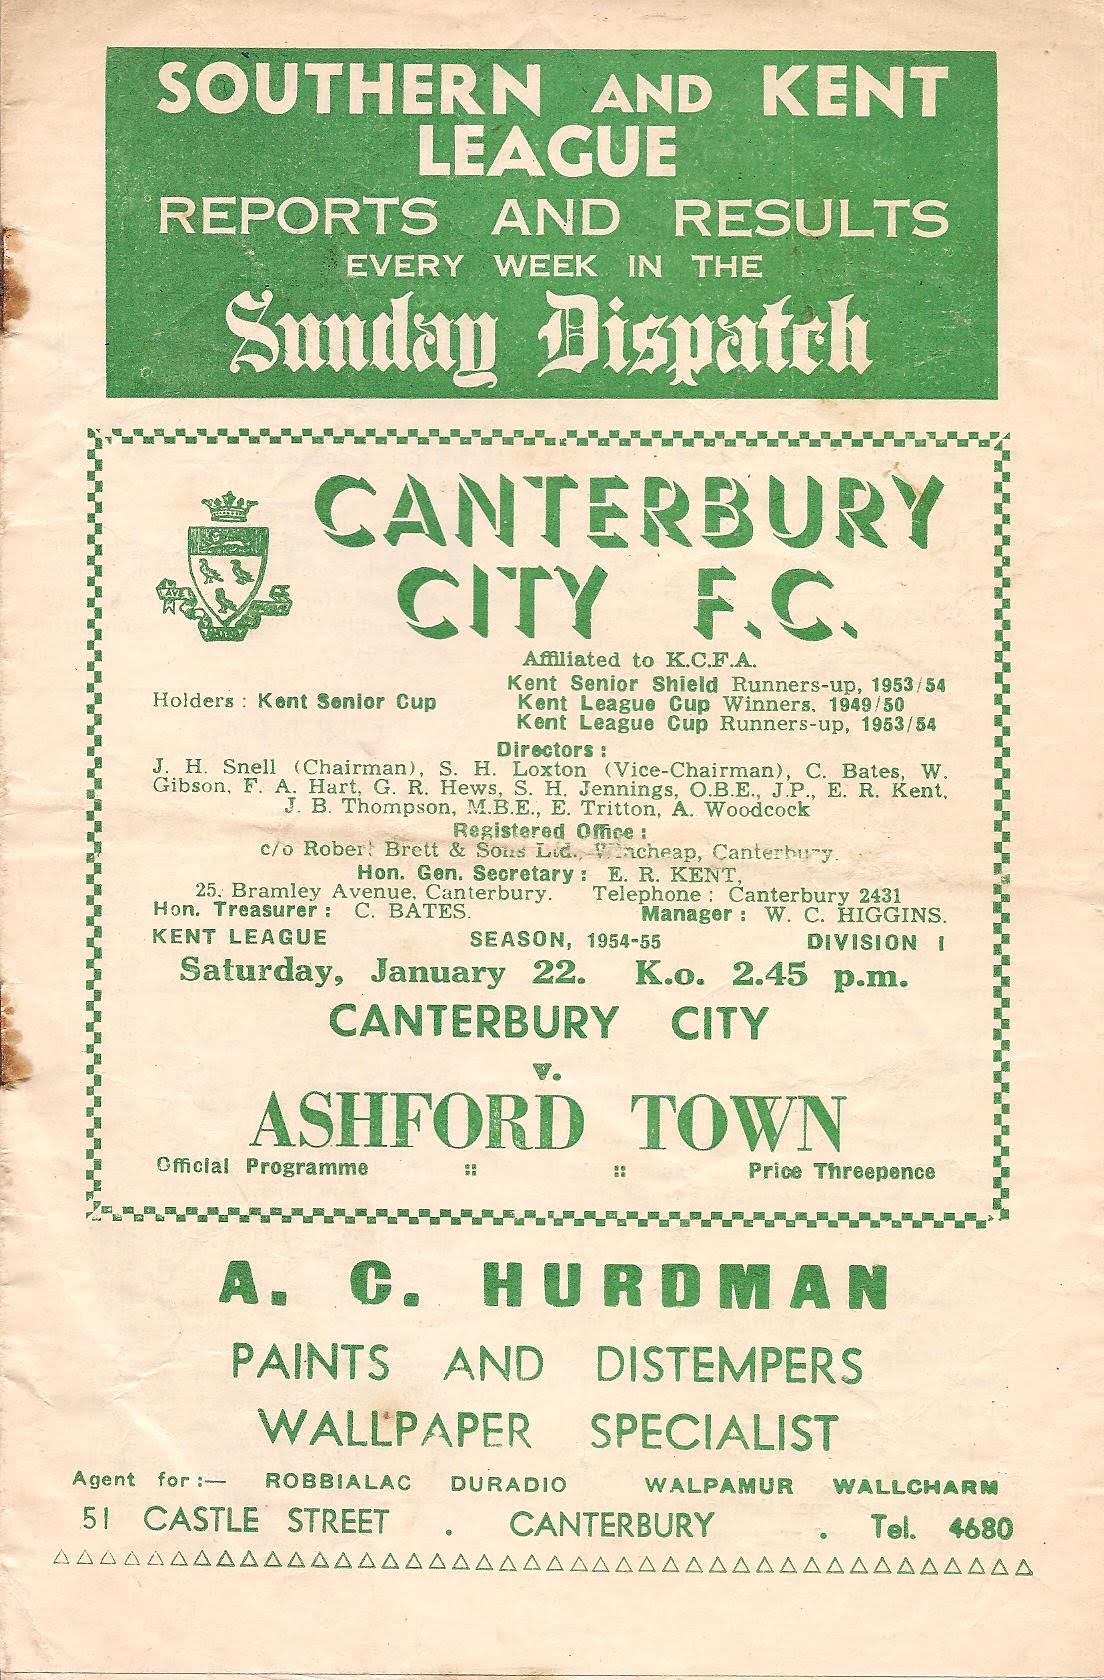 SOUTHERN AND KENT
LEAGUE
REPORTS AND RESULTS
EVERY WEEK IN THE
Sunday Dispatch
CANTERBURY
CITY F.C.
AVE
Affiliated to K.C.F.A.
Kent Senior Shield Runners-up, 1953/54
Holders : Kent Senior Cup
Kent League Cup Winners, 1949/50
Kent League Cup Runners-up, 1953/54
Directors :
J. H. Snell (Chairman), S. H. Loxton (Vice-Chairman), C. Bates, W.
Gibson, F. A. Hart, G. R. Hews, S. H. Jennings, O.B.E., J.P., E. R. Kent,
J. B. Thompson, M.B.E., E. Tritton, A. Woodcock
Registered Office :
c/o Robert Brett & Sons Ltd., Wincheap, Canterbury.
Hon. Gen. Secretary : E. R. KENT,
25, Bramley Avenue, Canterbury. Telephone : Canterbury 2431
Hon. Treasurer : C. BATES. Manager : W. C. HIGGINS.
KENT LEAGUE SEASON, 1954-55 DIVISION I
Saturday, January 22. K.o. 2.45 p.m.
CANTERBURY CITY
v.
ASHFORD TOWN
Official Programme :: :: Price Threepence
A. C. HURDMAN
PAINTS AND DISTEMPERS
WALLPAPER SPECIALIST
Agent for :— ROBBIALAC DURADIO WALPAMUR WALLCHARM
51 CASTLE STREET . CANTERBURY . Tel. 4680